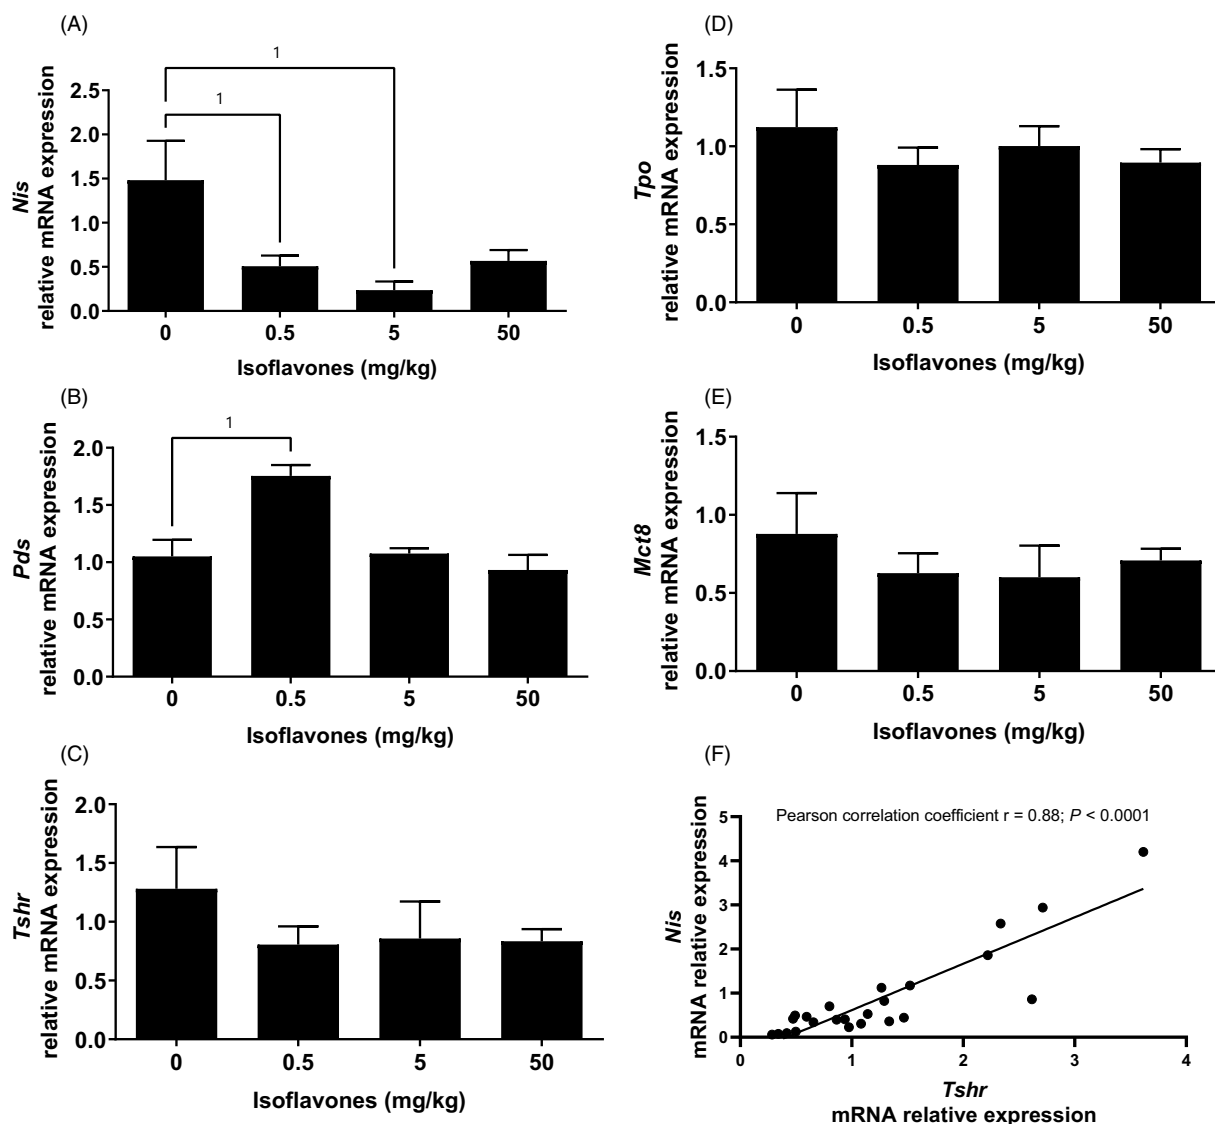 (A)
Nis
relative mRNA expression
2.5
2.0
1.5
1.0
0.5
0.0
1
1
0 0.5 5 50
Isoflavones (mg/kg)
(B)
Pds
relative mRNA expression
2.0
1.5
1.0
0.5
0.0
1
0 0.5 5 50
Isoflavones (mg/kg)
(C)
Tshr
relative mRNA expression
2.0
1.5
1.0
0.5
0.0
0 0.5 5 50
Isoflavones (mg/kg)
(D)
Tpo
relative mRNA expression
1.5
1.0
0.5
0.0
0 0.5 5 50
Isoflavones (mg/kg)
(E)
Mct8
relative mRNA expression
1.5
1.0
0.5
0.0
0 0.5 5 50
Isoflavones (mg/kg)
(F)
Pearson correlation coefficient r = 0.88; P < 0.0001
Nis
mRNA relative expression
5
4
3
2
1
0
0 1 2 3 4
Tshr
mRNA relative expression